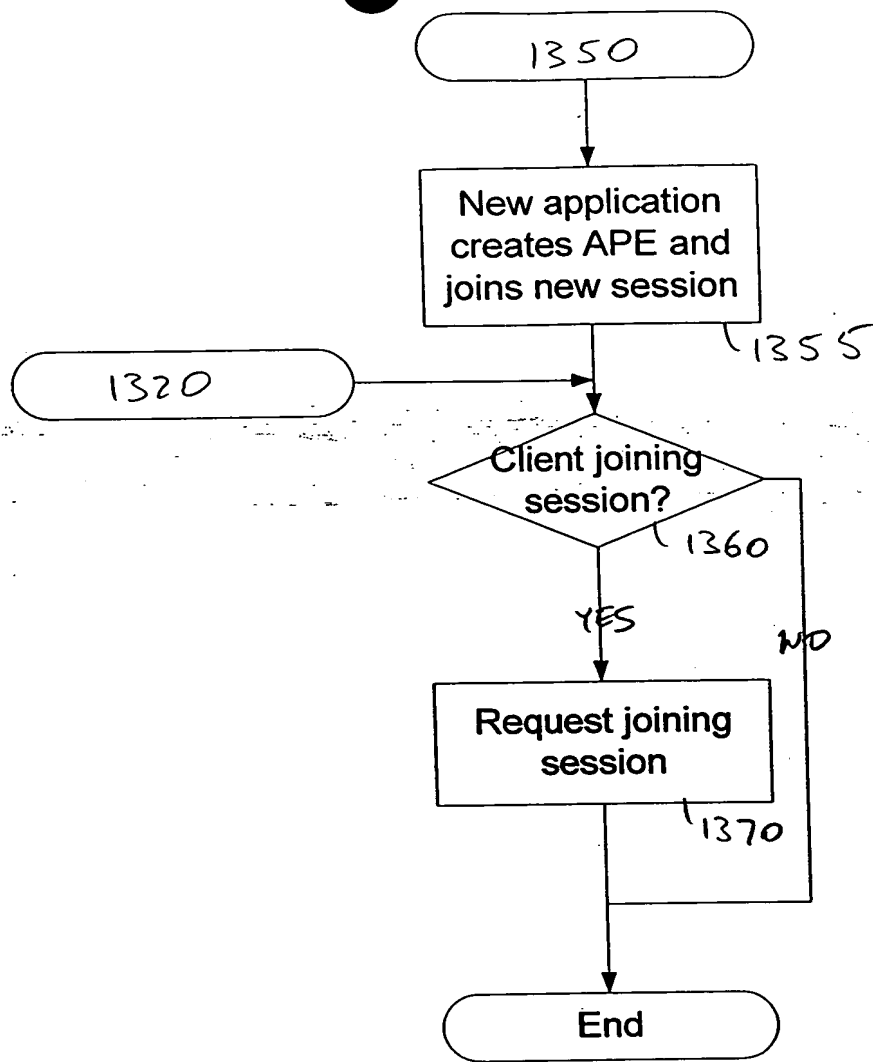 1350
New application
creates APE and
joins new session
1355
1320
Client joining
session?
1360
YES
NO
Request joining
session
1370
End